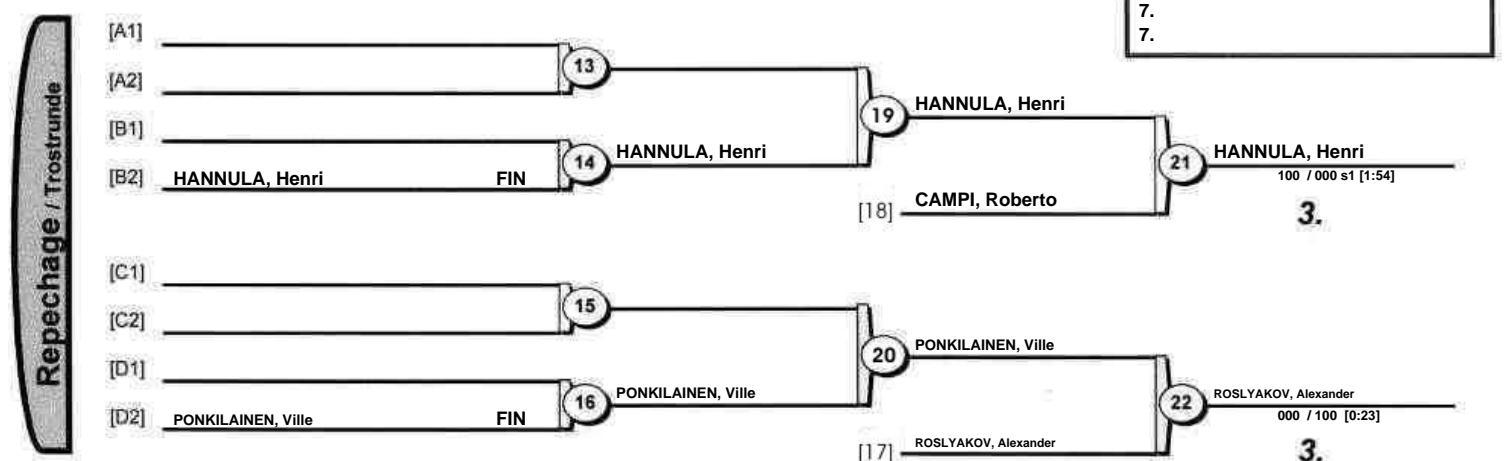 7.
7.
Repechage / Trostrunde
[A1]
13
[A2]
[B1]
14
HANNULA, Henri
[B2] HANNULA, Henri FIN
19
HANNULA, Henri
[18] CAMPI, Roberto
21
HANNULA, Henri
100 / 000 s1 [1:54]
3.
[C1]
15
[C2]
[D1]
16
PONKILAINEN, Ville
[D2] PONKILAINEN, Ville FIN
20
PONKILAINEN, Ville
[17] ROSLYAKOV, Alexander
22
ROSLYAKOV, Alexander
000 / 100 [0:23]
3.